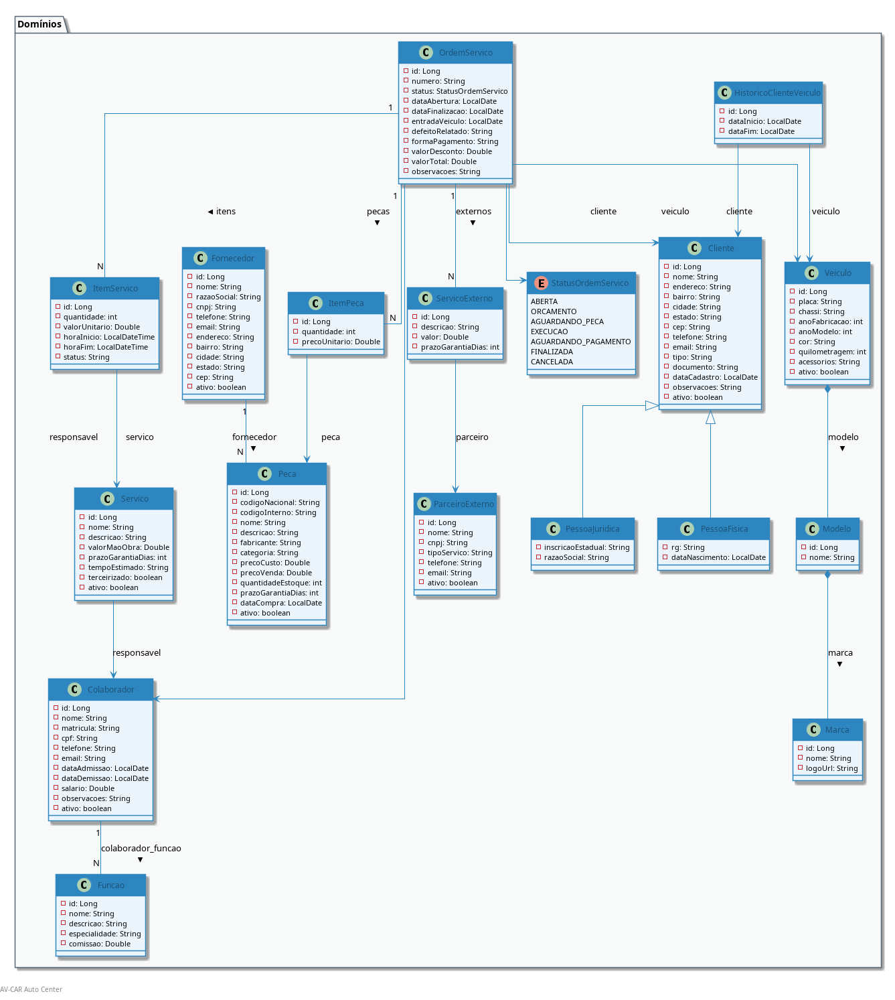 Domínios
OrdemServico
id: Long
numero: String
status: StatusOrdemServico
dataAbertura: LocalDate
dataFinalizacao: LocalDate
entradaVeiculo: LocalDate
defeitoRelatado: String
formaPagamento: String
valorDesconto: Double
valorTotal: Double
observacoes: String
HistoricoClienteVeiculo
id: Long
dataInicio: LocalDate
dataFim: LocalDate
1
1
1
◄ itens
pecas
▼
externos
▼
cliente
veiculo
cliente
veiculo
N
N
N
ItemServico
id: Long
quantidade: int
valorUnitario: Double
horaInicio: LocalDateTime
horaFim: LocalDateTime
status: String
Fornecedor
id: Long
nome: String
razaoSocial: String
cnpj: String
telefone: String
email: String
endereco: String
bairro: String
cidade: String
estado: String
cep: String
ativo: boolean
ItemPeca
id: Long
quantidade: int
precoUnitario: Double
ServicoExterno
id: Long
descricao: String
valor: Double
prazoGarantiaDias: int
StatusOrdemServico
ABERTA
ORCAMENTO
AGUARDANDO_PECA
EXECUCAO
AGUARDANDO_PAGAMENTO
FINALIZADA
CANCELADA
Cliente
id: Long
nome: String
endereco: String
bairro: String
cidade: String
estado: String
cep: String
telefone: String
email: String
tipo: String
documento: String
dataCadastro: LocalDate
observacoes: String
ativo: boolean
Veiculo
id: Long
placa: String
chassi: String
anoFabricacao: int
anoModelo: int
cor: String
quilometragem: int
acessorios: String
ativo: boolean
1
responsavel
servico
fornecedor
▼
peca
parceiro
modelo
▼
N
Servico
id: Long
nome: String
descricao: String
valorMaoObra: Double
prazoGarantiaDias: int
tempoEstimado: String
terceirizado: boolean
ativo: boolean
Peca
id: Long
codigoNacional: String
codigoInterno: String
nome: String
descricao: String
fabricante: String
categoria: String
precoCusto: Double
precoVenda: Double
quantidadeEstoque: int
prazoGarantiaDias: int
dataCompra: LocalDate
ativo: boolean
ParceiroExterno
id: Long
nome: String
cnpj: String
tipoServico: String
telefone: String
email: String
ativo: boolean
PessoaJuridica
inscricaoEstadual: String
razaoSocial: String
PessoaFisica
rg: String
dataNascimento: LocalDate
Modelo
id: Long
nome: String
responsavel
marca
▼
Colaborador
id: Long
nome: String
matricula: String
cpf: String
telefone: String
email: String
dataAdmissao: LocalDate
dataDemissao: LocalDate
salario: Double
observacoes: String
ativo: boolean
Marca
id: Long
nome: String
logoUrl: String
1
colaborador_funcao
▼
N
Funcao
id: Long
nome: String
descricao: String
especialidade: String
comissao: Double
AV-CAR Auto Center